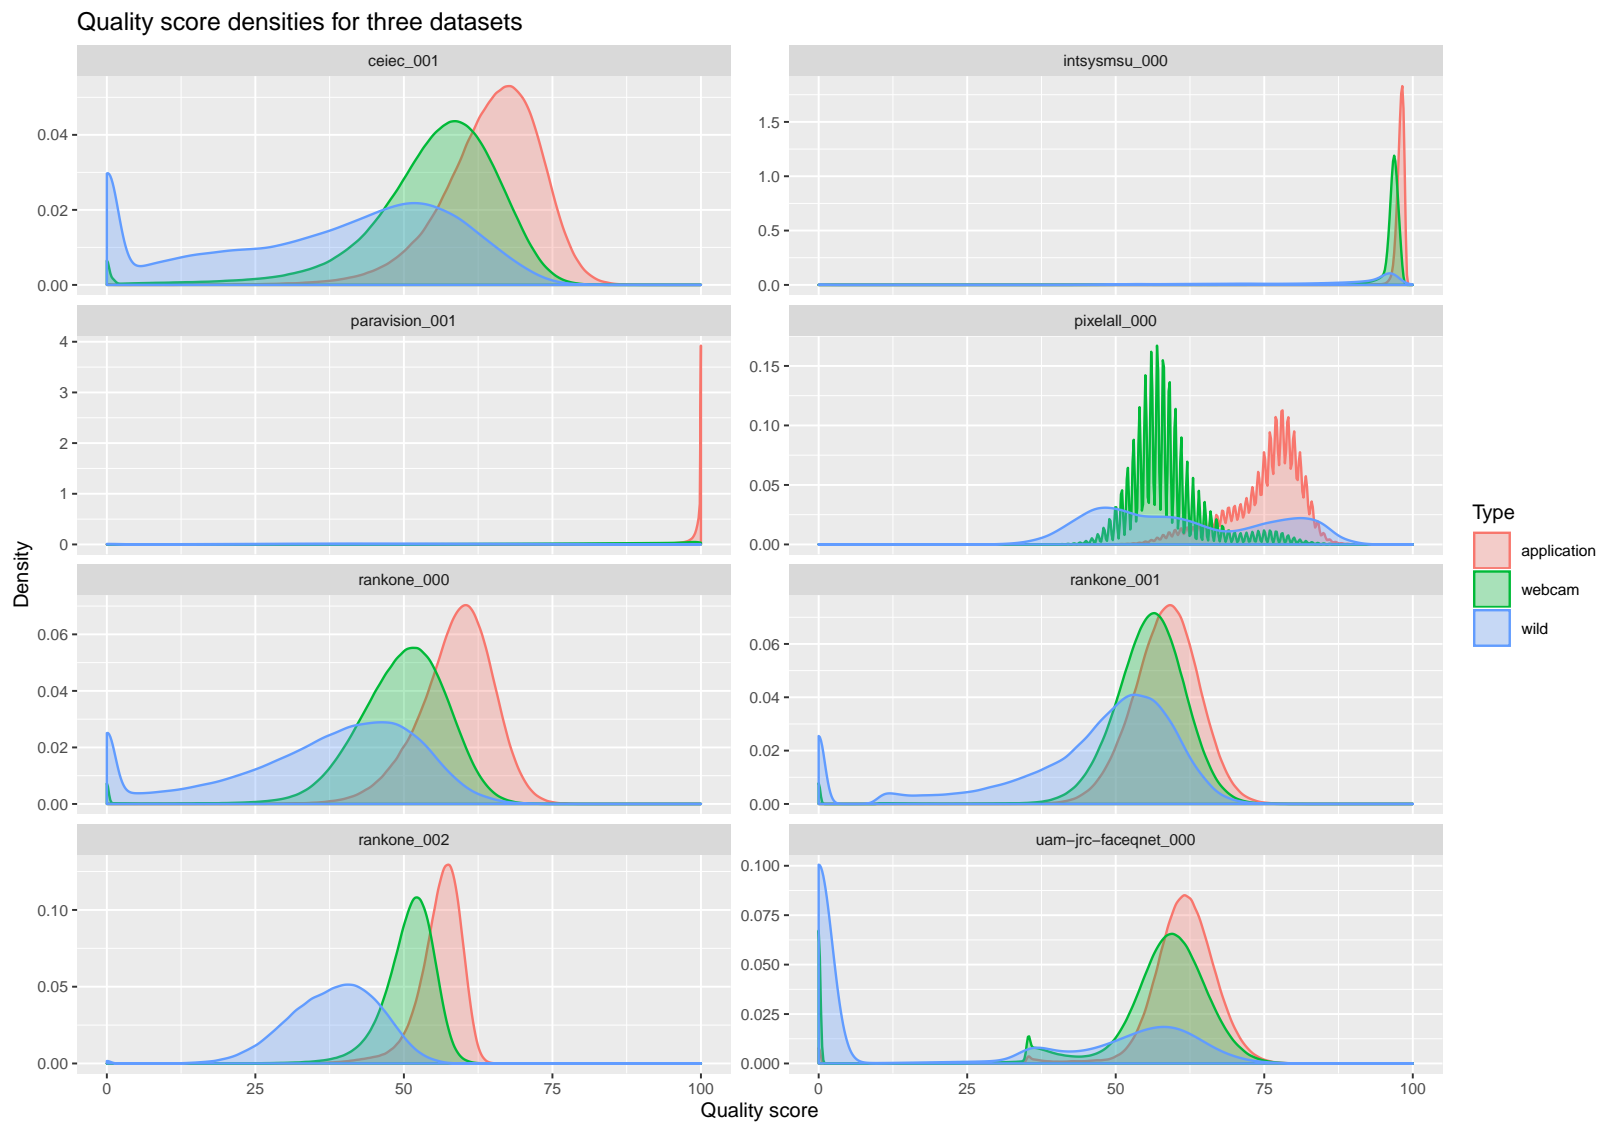 Quality score densities for three datasets
ceiec_001
intsysmsu_000
0.04
0.02
0.00
1.5
1.0
0.5
0.0
paravision_001
pixelall_000
4
3
2
1
0
0.15
0.10
0.05
0.00
rankone_000
rankone_001
0.06
0.04
0.02
0.00
0.06
0.04
0.02
0.00
rankone_002
uam−jrc−faceqnet_000
0.10
0.05
0.00
0.100
0.075
0.050
0.025
0.000
0 25 50 75 100
0 25 50 75 100
Quality score
Density
Type
application
webcam
wild